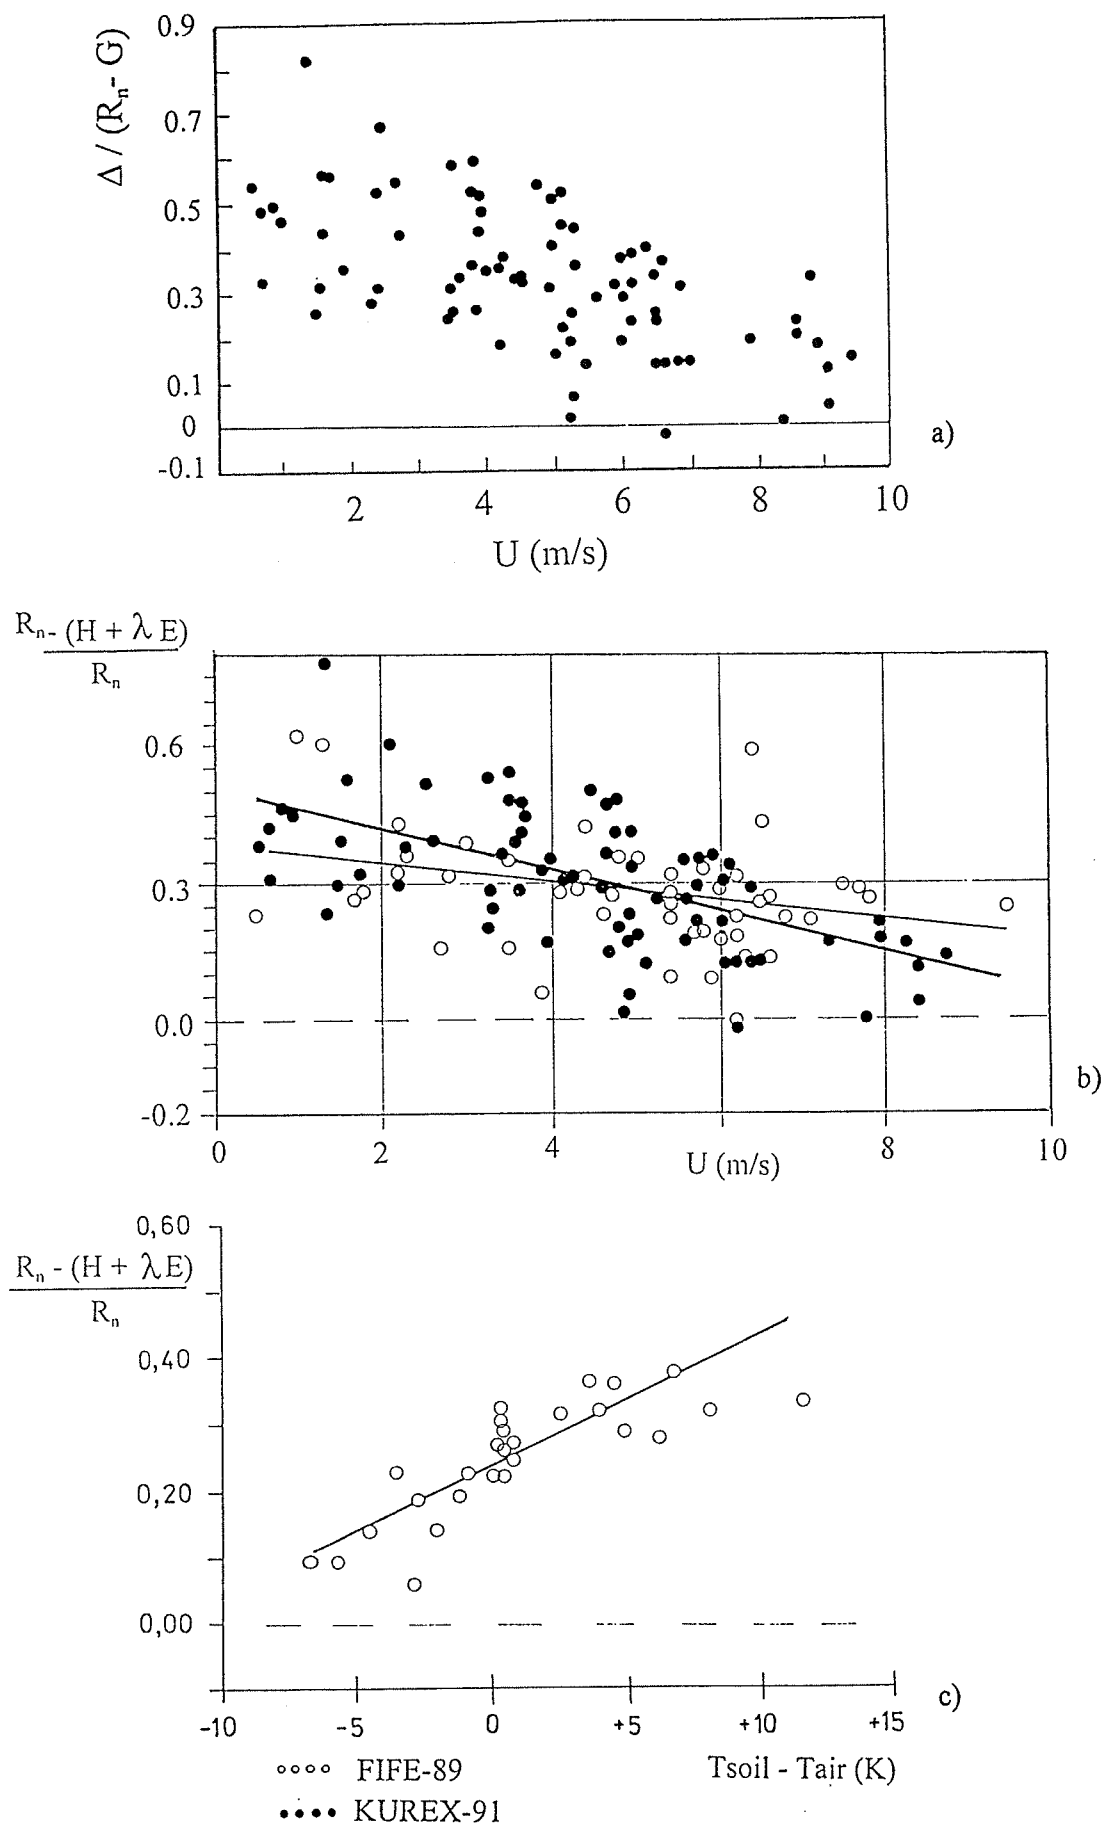 Δ / (Rₙ- G)
0.9
0.7
0.5
0.3
0.1
0
-0.1
2 4 6 8 10
U (m/s)
a)
Rₙ - (H + λ E)
Rₙ
0.6
0.3
0.0
-0.2
0 2 4 6 8 10
U (m/s)
b)
0,60
Rₙ - (H + λE)
Rₙ
0,40
0,20
0,00
-10 -5 0 +5 +10 +15
c)
○○○○ FIFE-89
Tsoil - Tair (K)
●●●● KUREX-91